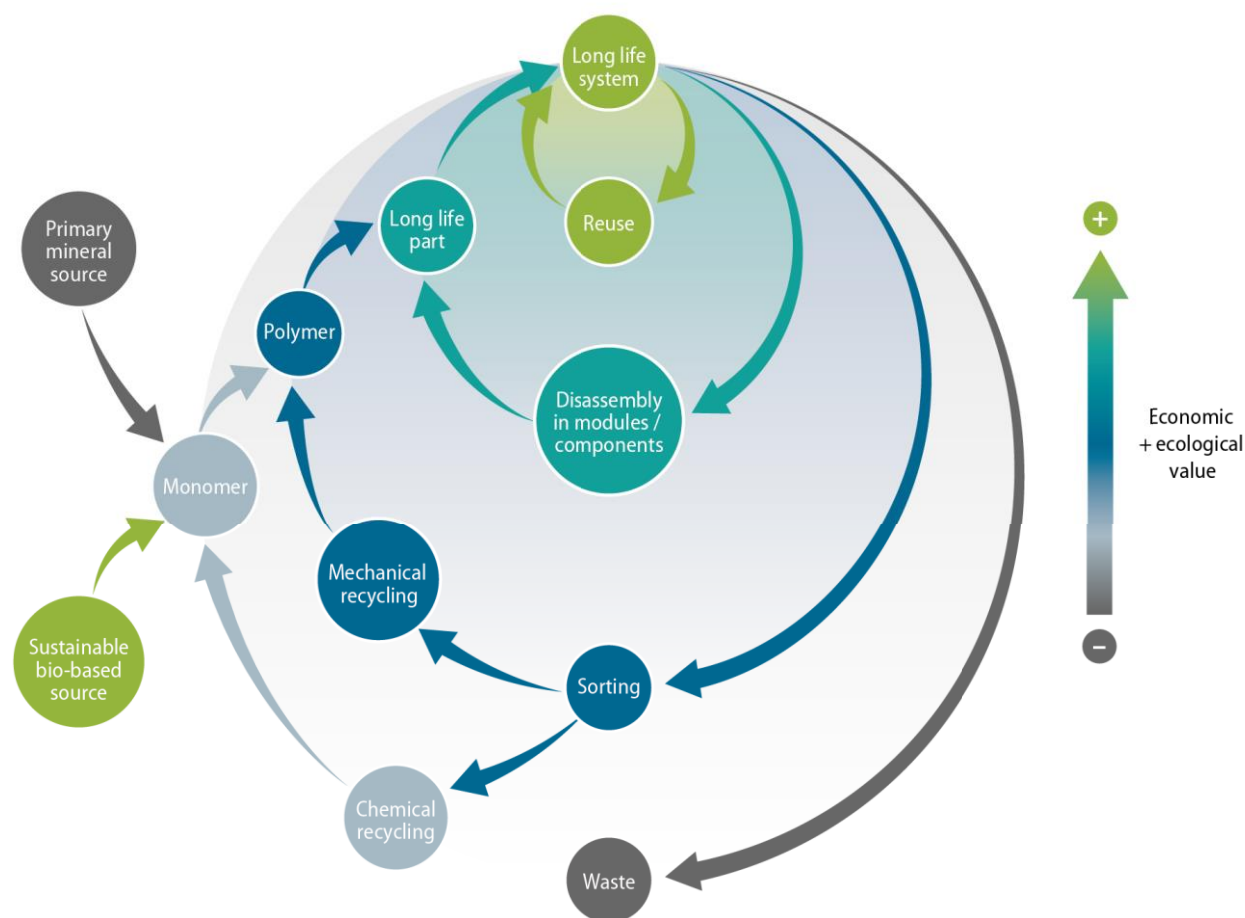 Long life
system
Primary
mineral
source
Long life
part
Reuse
+
Polymer
Disassembly
in modules /
components
Economic
+ ecological
value
Monomer
Mechanical
recycling
−
Sustainable
bio-based
source
Sorting
Chemical
recycling
Waste